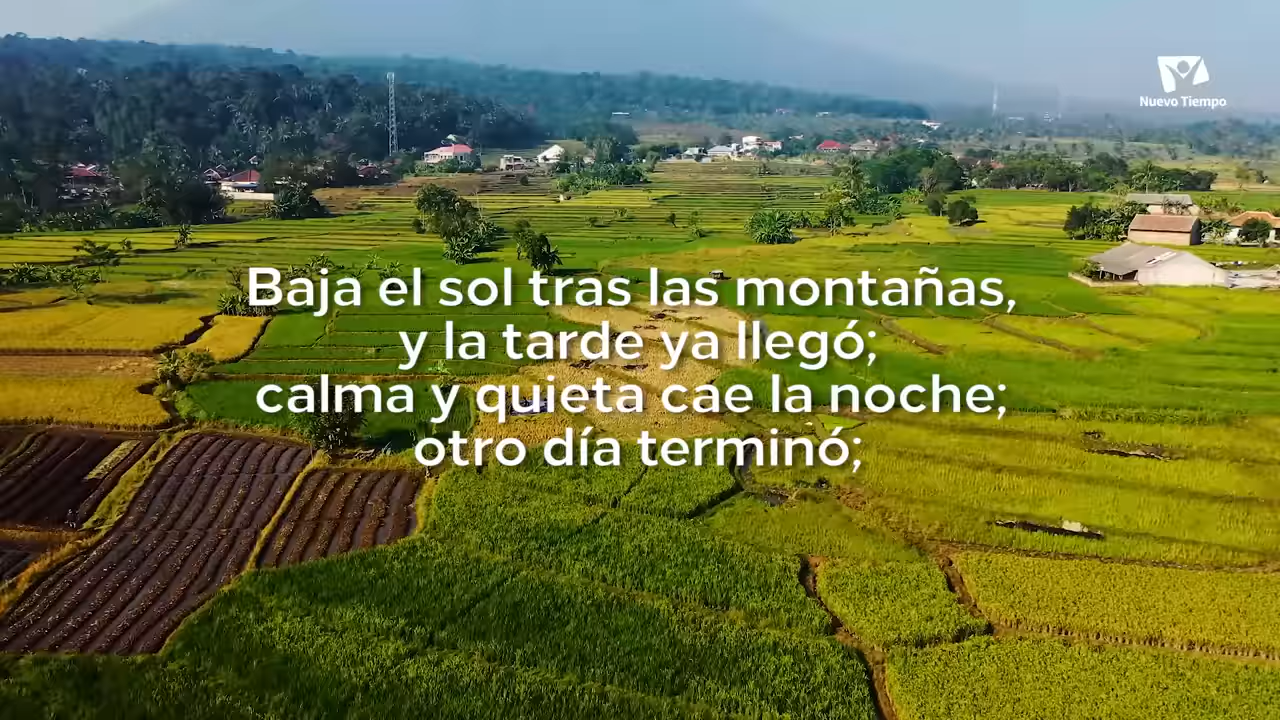 Nuevo Tiempo
Baja el sol tras las montañas,
y la tarde ya llegó;
calma y quieta cae la noche;
otro día terminó;